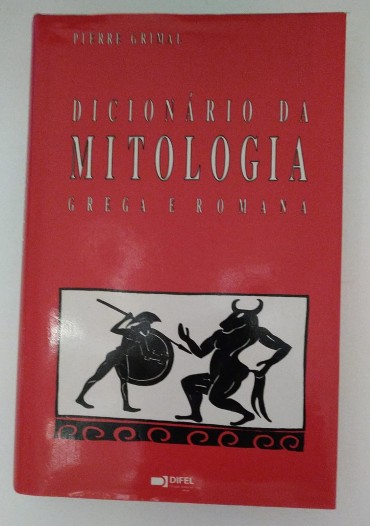 PIERRE GRIMAL
DICIONÁRIO DA
MITOLOGIA
GREGA E ROMANA
DIFEL